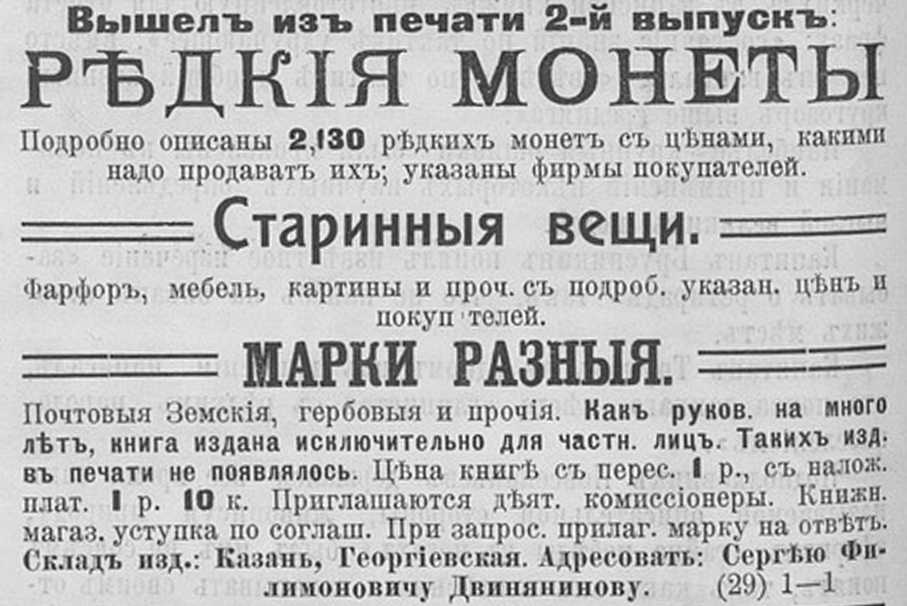 Вышелъ изъ печати 2-й выпускъ:
РѢДКІЯ МОНЕТЫ
Подробно описаны 2,130 рѣдкихъ монетъ съ цѣнами, какими
надо продавать ихъ; указаны фирмы покупателей.
Старинныя вещи.
Фарфоръ, мебель, картины и проч. съ подроб. указан. цѣнъ и
покуп телей.
МАРКИ РАЗНЫЯ.
Почтовыя Земскія, гербовыя и прочія. Какъ руков. на много
лѣтъ, книга издана исключительно для частн. лицъ. Такихъ изд.
въ печати не появлялось. Цѣна книгѣ съ перес. 1 р., съ налож.
плат. 1 р. 10 к. Приглашаются дѣят. комиссіонеры. Книжн.
магаз. уступка по соглаш. При запрос. прилаг. марку на отвѣтъ.
Складъ изд.: Казань, Георгіевская. Адресовать: Сергѣю Фи-
лимоновичу Двинянинову. (29) 1—1